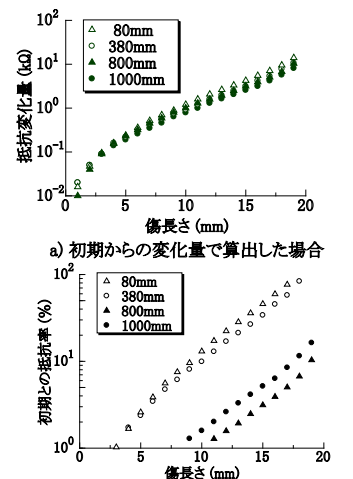 抵抗変化量 (kΩ)
10²
10¹
10⁰
10⁻¹
10⁻²
△ 80mm
○ 380mm
▲ 800mm
● 1000mm
0 5 10 15 20
傷長さ (mm)
a) 初期からの変化量で算出した場合
初期との抵抗率 (%)
10²
10¹
10⁰
△ 80mm
○ 380mm
▲ 800mm
● 1000mm
0 5 10 15 20
傷長さ (mm)